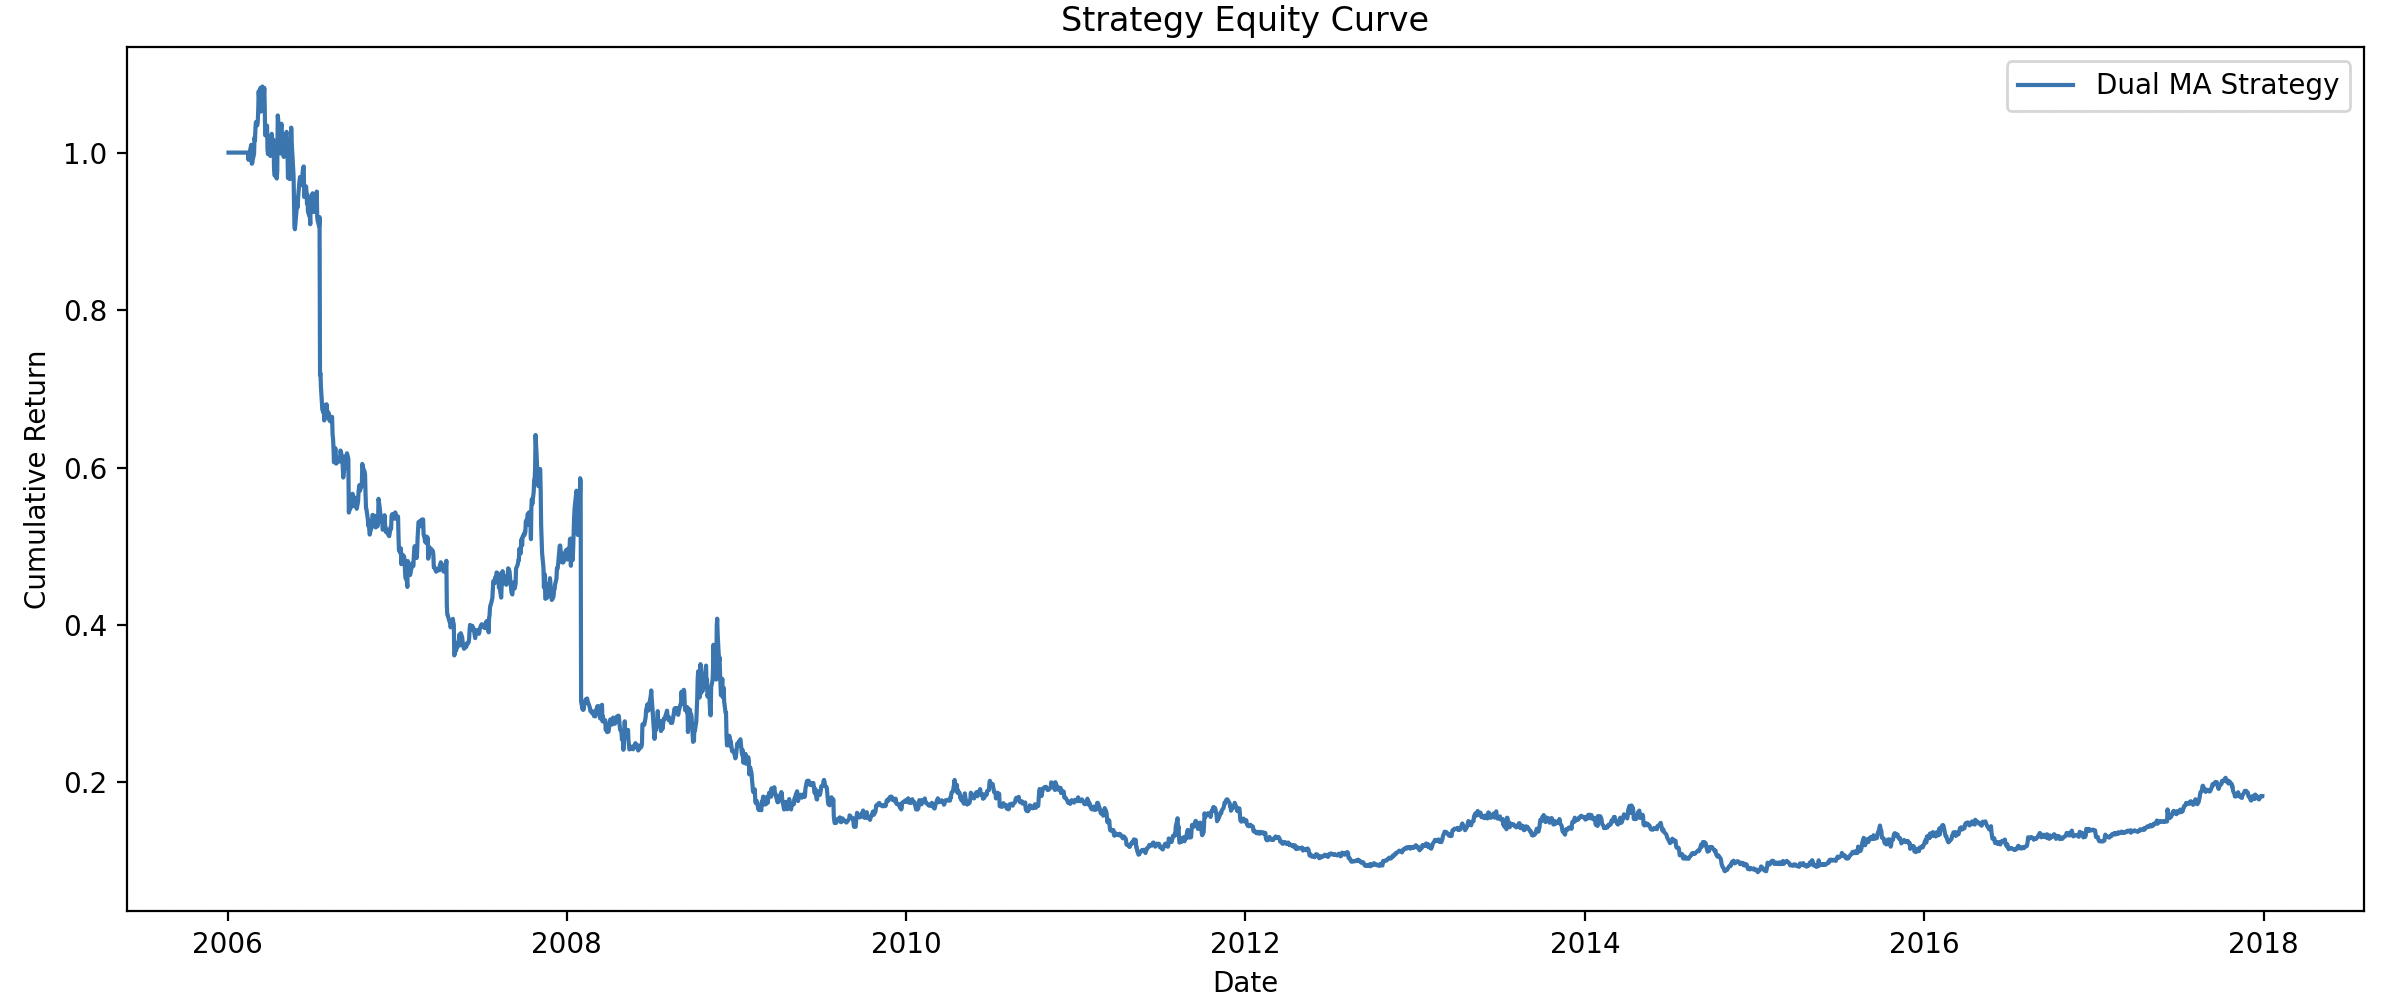 Strategy Equity Curve
Dual MA Strategy
Cumulative Return
1.0
0.8
0.6
0.4
0.2
2006 2008 2010 2012 2014 2016 2018
Date